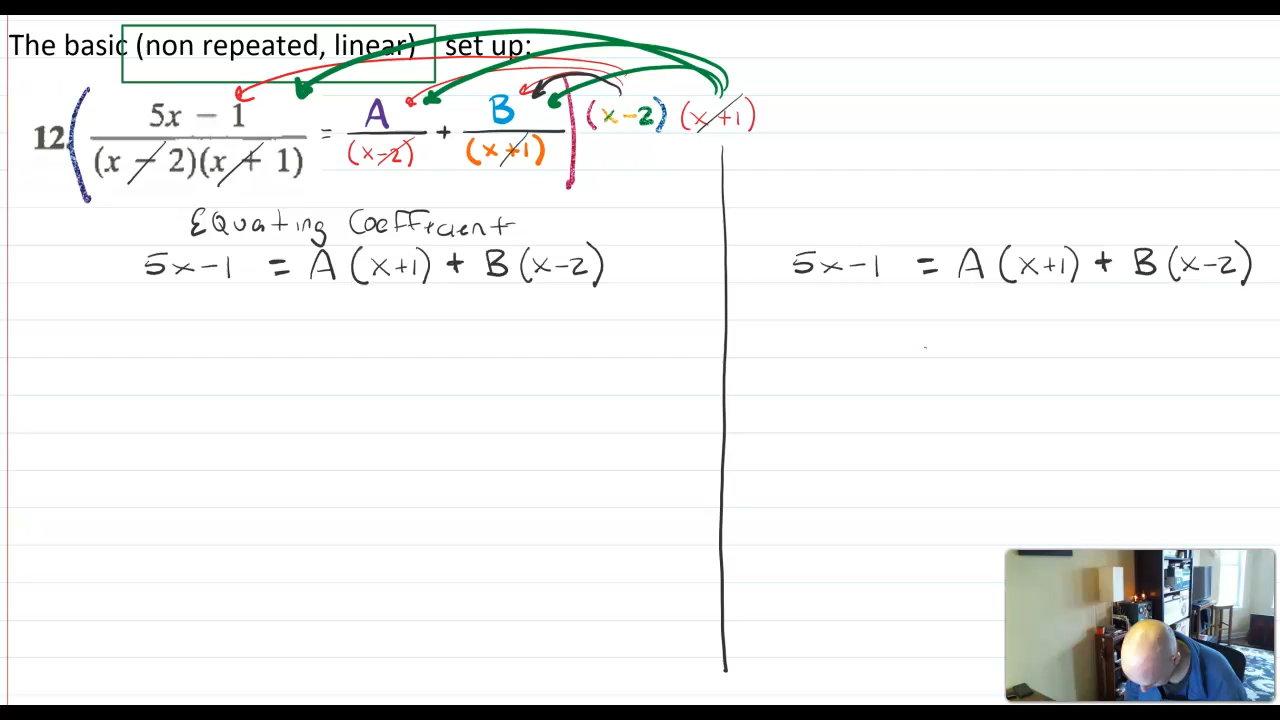 The basic (non repeated, linear) set up:
12. ( 5x − 1 / (x − 2)(x + 1) = A / (x-2) + B / (x+1) ) (x-2) (x+1)
Equating Coefficient
5x-1 = A (x+1) + B (x-2)
5x-1 = A (x+1) + B (x-2)